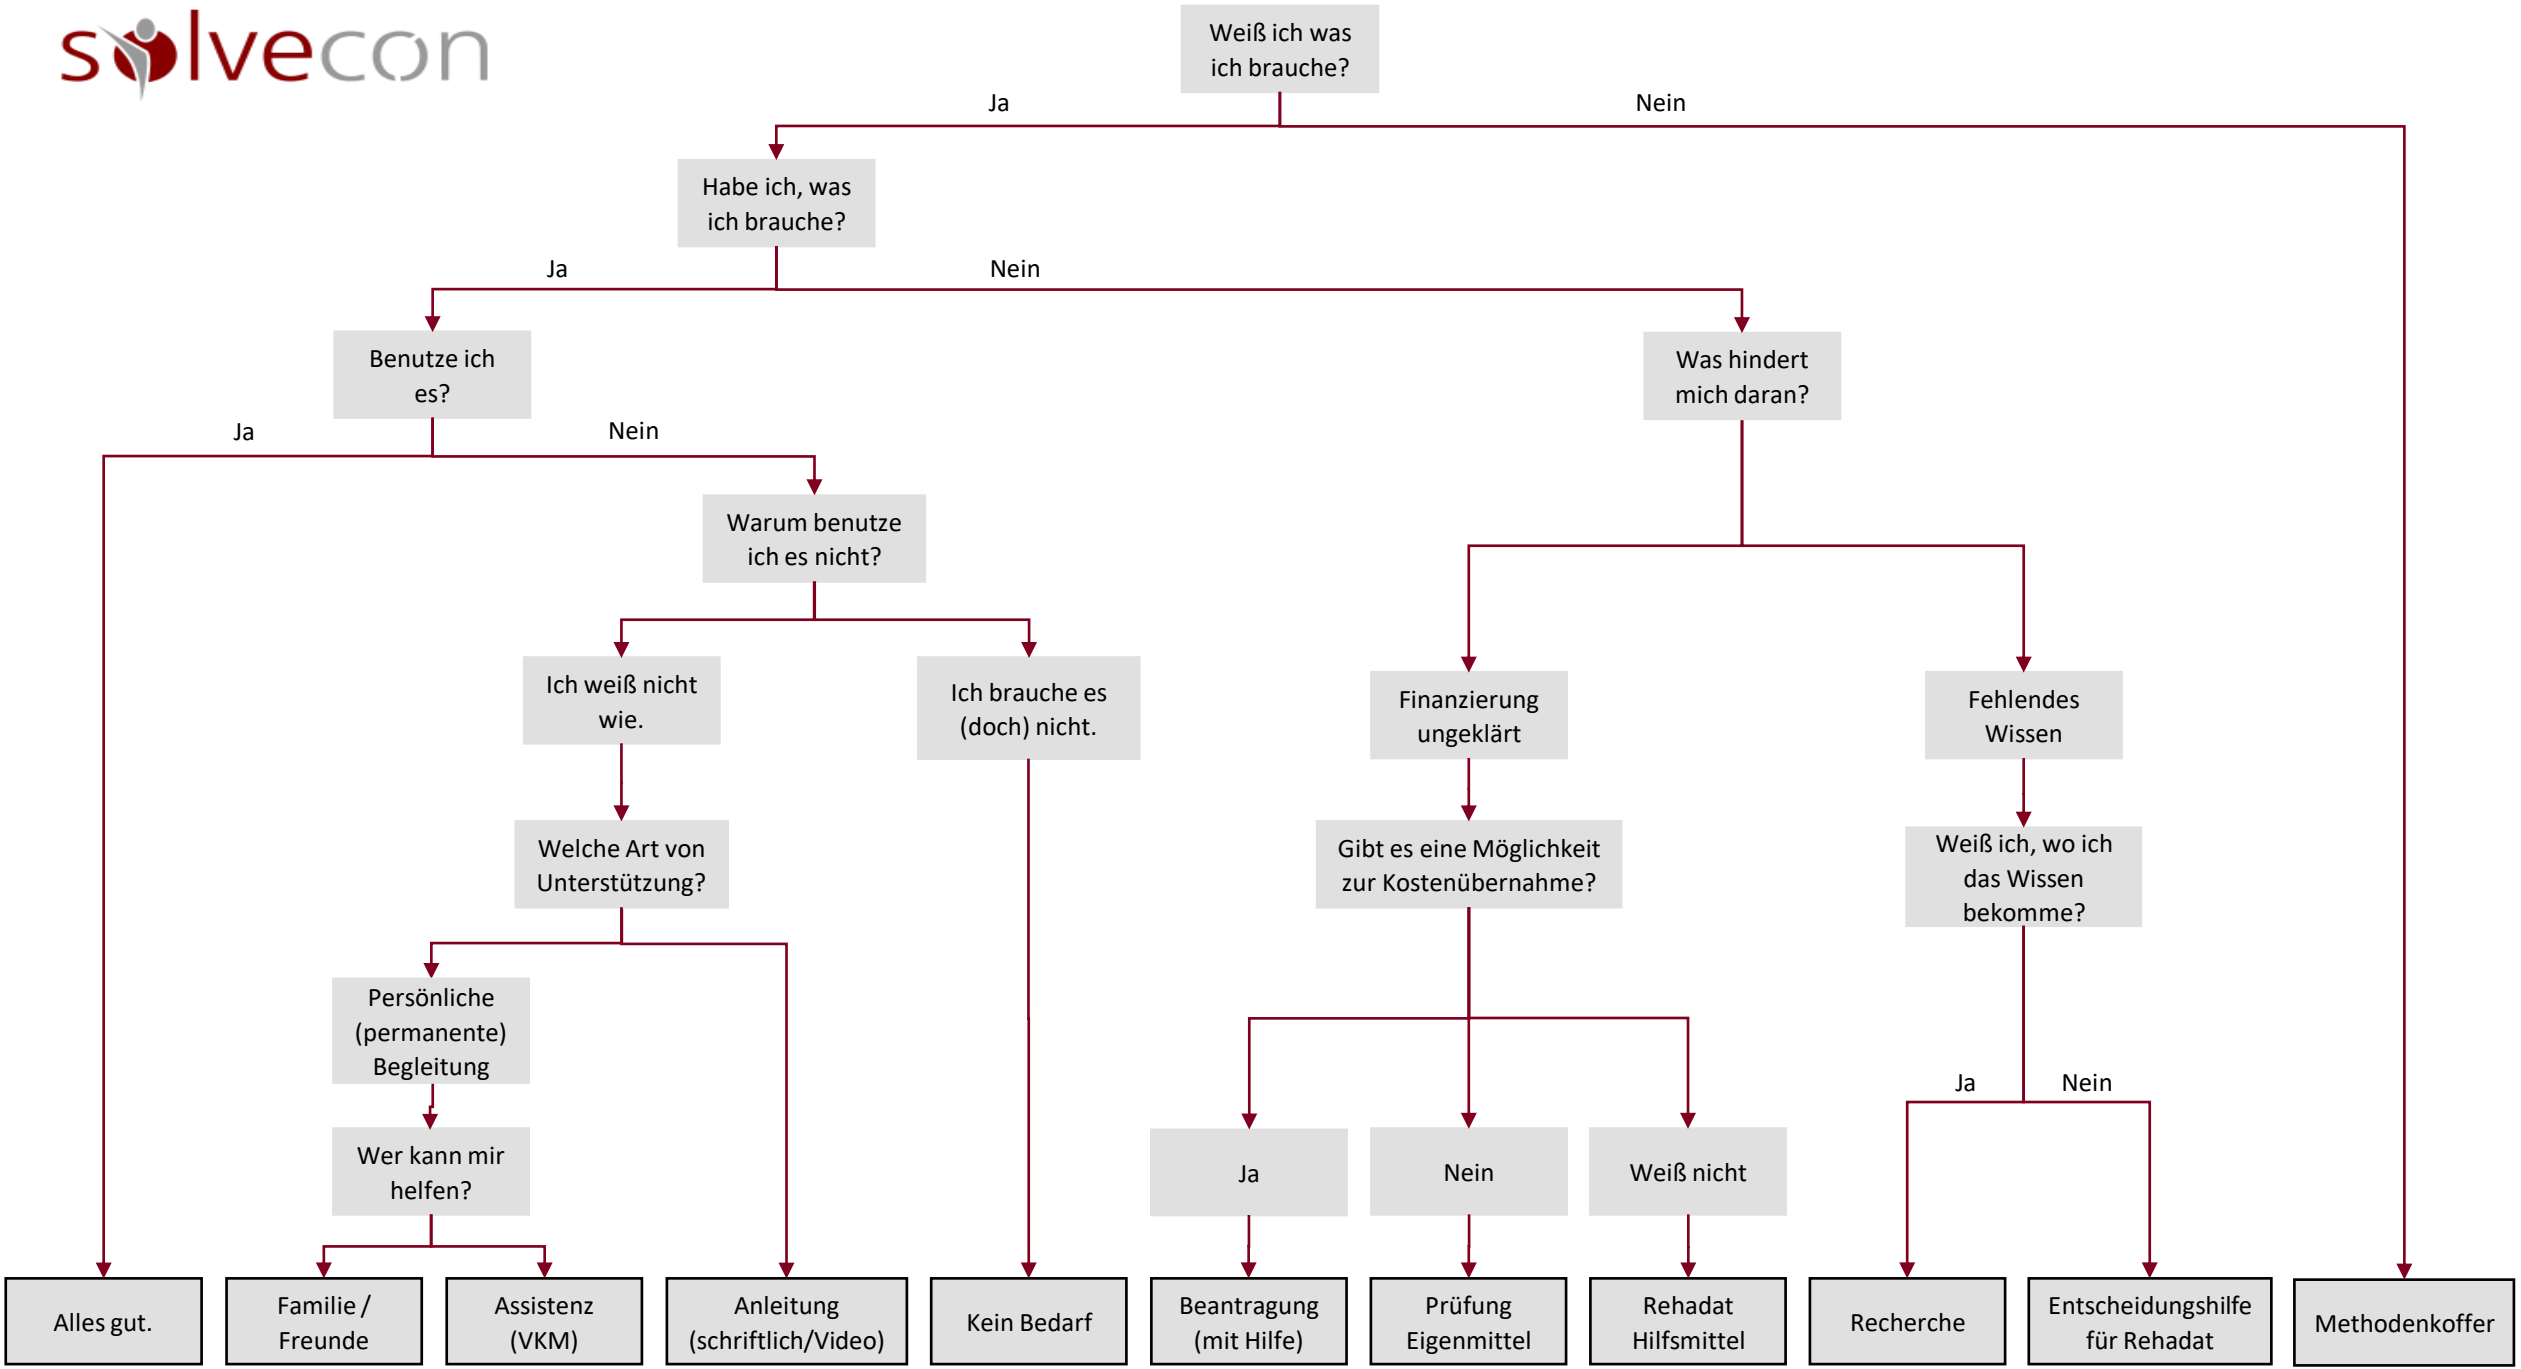 solvecon
Weiß ich was
ich brauche?
Ja
Nein
Habe ich, was
ich brauche?
Ja
Nein
Benutze ich
es?
Was hindert
mich daran?
Ja
Nein
Warum benutze
ich es nicht?
Ich weiß nicht
wie.
Ich brauche es
(doch) nicht.
Finanzierung
ungeklärt
Fehlendes
Wissen
Welche Art von
Unterstützung?
Gibt es eine Möglichkeit
zur Kostenübernahme?
Weiß ich, wo ich
das Wissen
bekomme?
Persönliche
(permanente)
Begleitung
Ja
Nein
Wer kann mir
helfen?
Ja
Nein
Weiß nicht
Alles gut.
Familie /
Freunde
Assistenz
(VKM)
Anleitung
(schriftlich/Video)
Kein Bedarf
Beantragung
(mit Hilfe)
Prüfung
Eigenmittel
Rehadat
Hilfsmittel
Recherche
Entscheidungshilfe
für Rehadat
Methodenkoffer